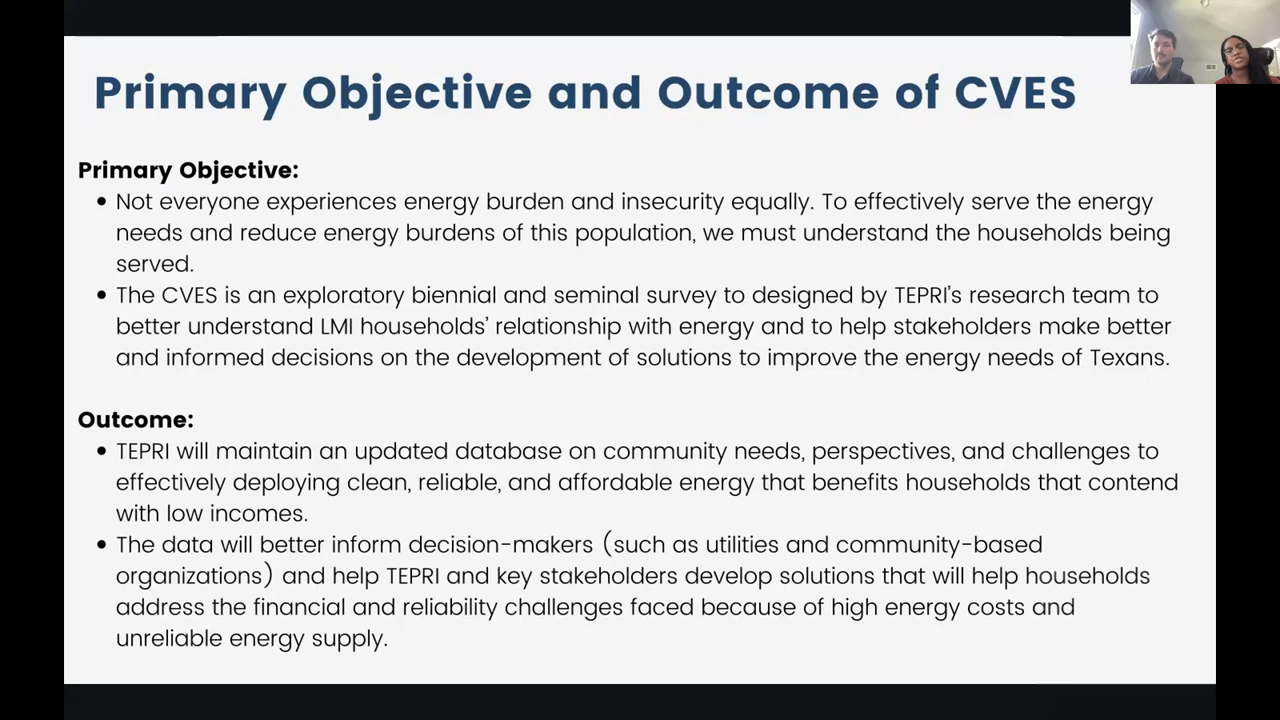 Primary Objective and Outcome of CVES
Primary Objective:
• Not everyone experiences energy burden and insecurity equally. To effectively serve the energy
needs and reduce energy burdens of this population, we must understand the households being
served.
• The CVES is an exploratory biennial and seminal survey to designed by TEPRI’s research team to
better understand LMI households’ relationship with energy and to help stakeholders make better
and informed decisions on the development of solutions to improve the energy needs of Texans.
Outcome:
• TEPRI will maintain an updated database on community needs, perspectives, and challenges to
effectively deploying clean, reliable, and affordable energy that benefits households that contend
with low incomes.
• The data will better inform decision-makers (such as utilities and community-based
organizations) and help TEPRI and key stakeholders develop solutions that will help households
address the financial and reliability challenges faced because of high energy costs and
unreliable energy supply.